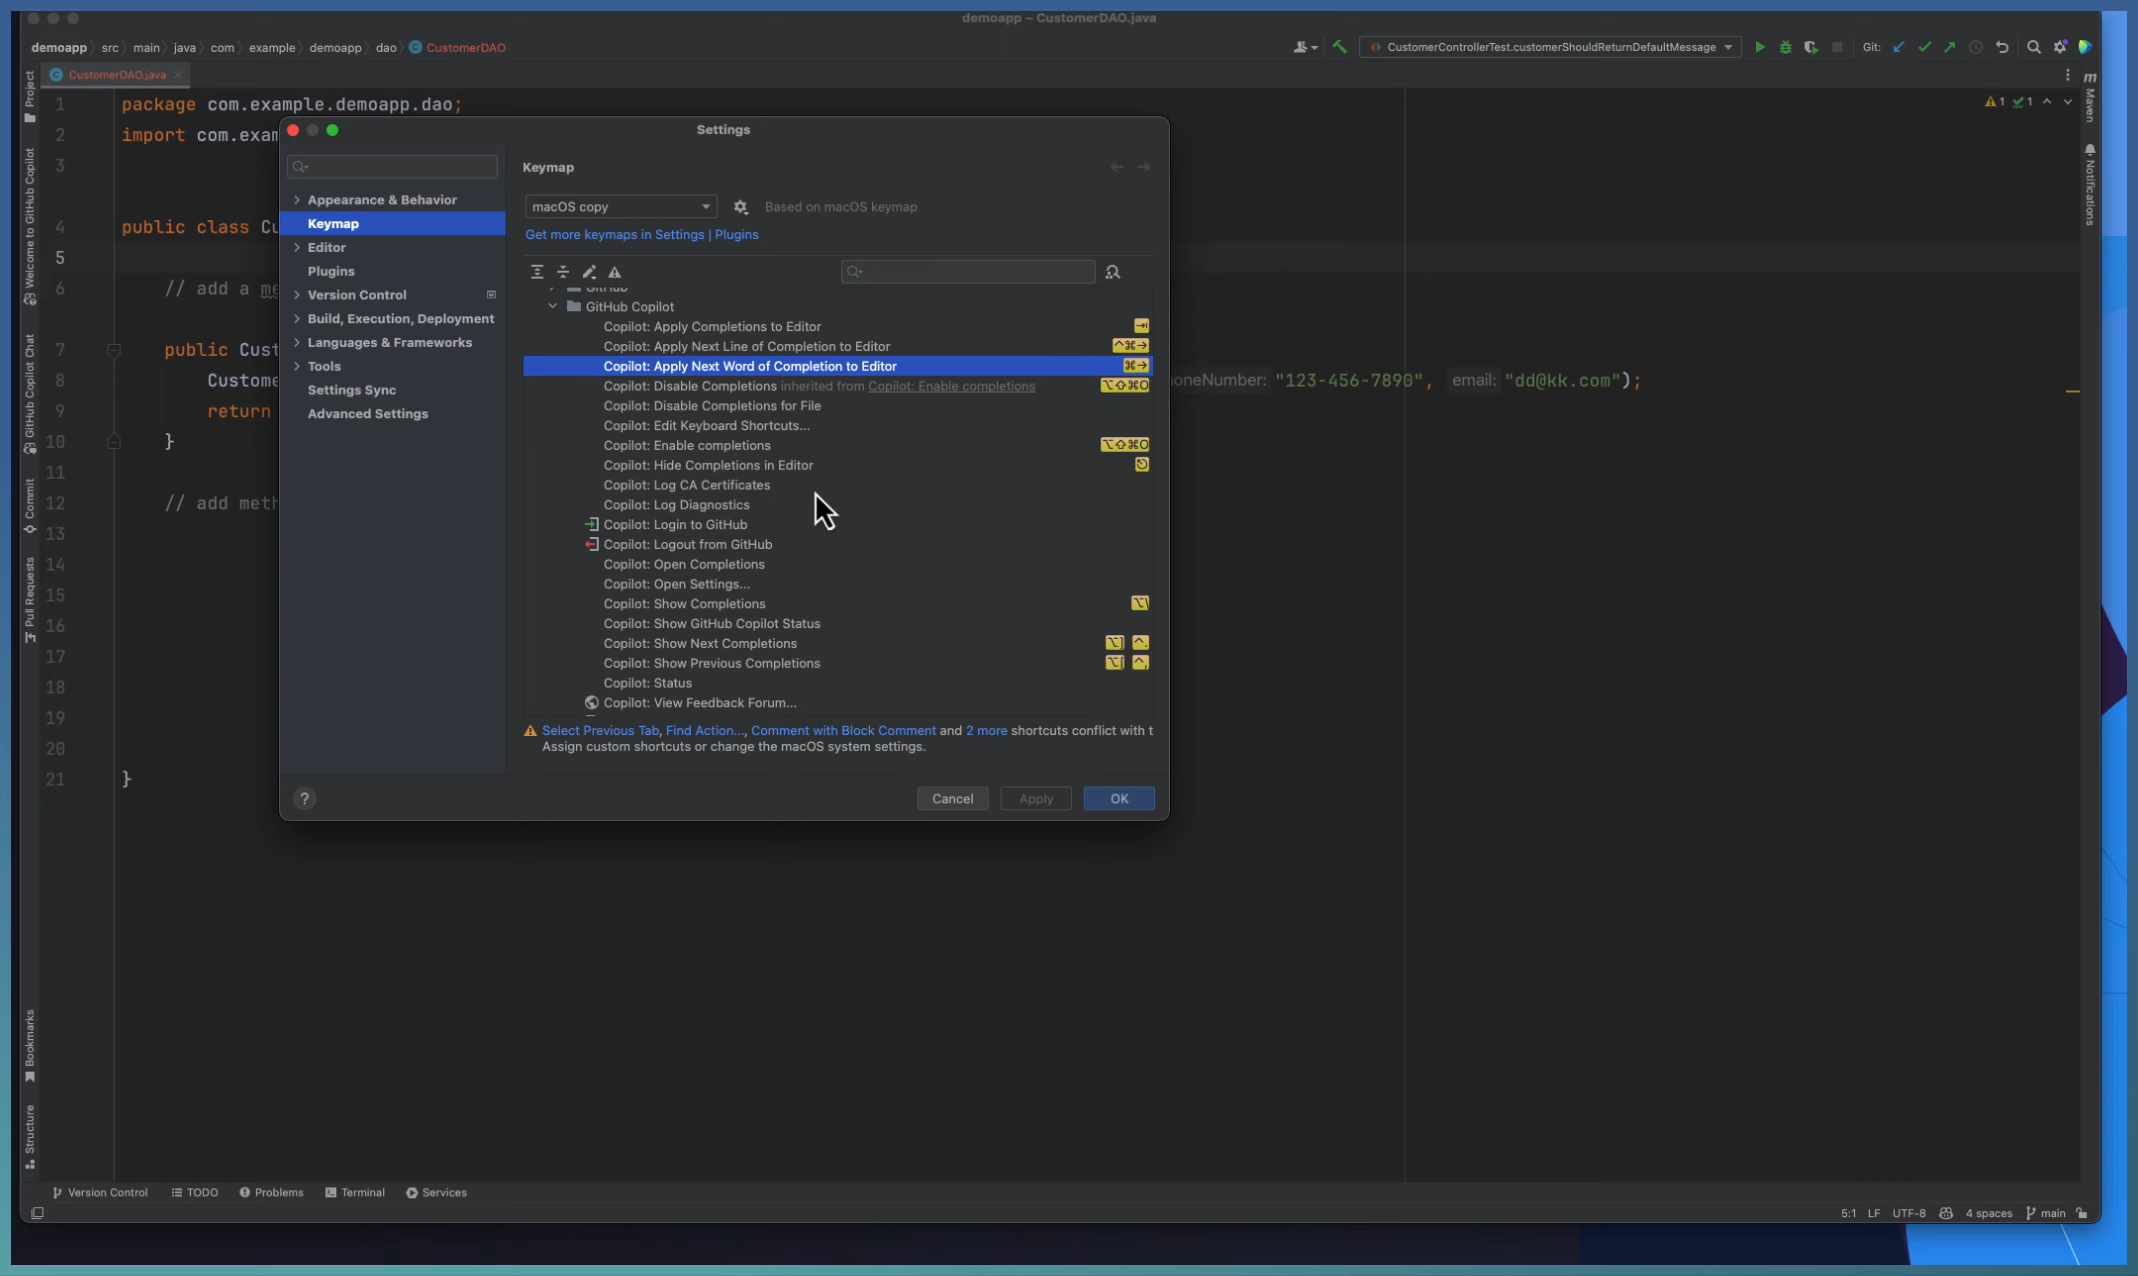 demoapp – CustomerDAO.java
demoapp src main java com example demoapp dao CustomerDAO
CustomerControllerTest.customerShouldReturnDefaultMessage
Git:
CustomerDAO.java
1 1
Project
Welcome to GitHub Copilot
GitHub Copilot Chat
Commit
Pull Requests
Bookmarks
Structure
Maven
Notifications
1 package com.example.demoapp.dao;
2 import com.exam
3
4 public class Cu
5
6 // add a me
7 public Cust
8 Custome oneNumber: "123-456-7890", email: "dd@kk.com");
9 return
10 }
11
12 // add meth
13
14
15
16
17
18
19
20
21 }
Settings
Appearance & Behavior
Keymap
Editor
Plugins
Version Control
Build, Execution, Deployment
Languages & Frameworks
Tools
Settings Sync
Advanced Settings
Keymap
macOS copy Based on macOS keymap
Get more keymaps in Settings | Plugins
GitHub
GitHub Copilot
Copilot: Apply Completions to Editor ⇥
Copilot: Apply Next Line of Completion to Editor ^⌘→
Copilot: Apply Next Word of Completion to Editor ⌘→
Copilot: Disable Completions inherited from Copilot: Enable completions ⌥⇧⌘O
Copilot: Disable Completions for File
Copilot: Edit Keyboard Shortcuts...
Copilot: Enable completions ⌥⇧⌘O
Copilot: Hide Completions in Editor ⎋
Copilot: Log CA Certificates
Copilot: Log Diagnostics
Copilot: Login to GitHub
Copilot: Logout from GitHub
Copilot: Open Completions
Copilot: Open Settings...
Copilot: Show Completions ⌥\
Copilot: Show GitHub Copilot Status
Copilot: Show Next Completions ⌥] ^.
Copilot: Show Previous Completions ⌥[ ^,
Copilot: Status
Copilot: View Feedback Forum...
Select Previous Tab, Find Action..., Comment with Block Comment and 2 more shortcuts conflict with t
Assign custom shortcuts or change the macOS system settings.
? Cancel Apply OK
Version Control TODO Problems Terminal Services
5:1 LF UTF-8 4 spaces main